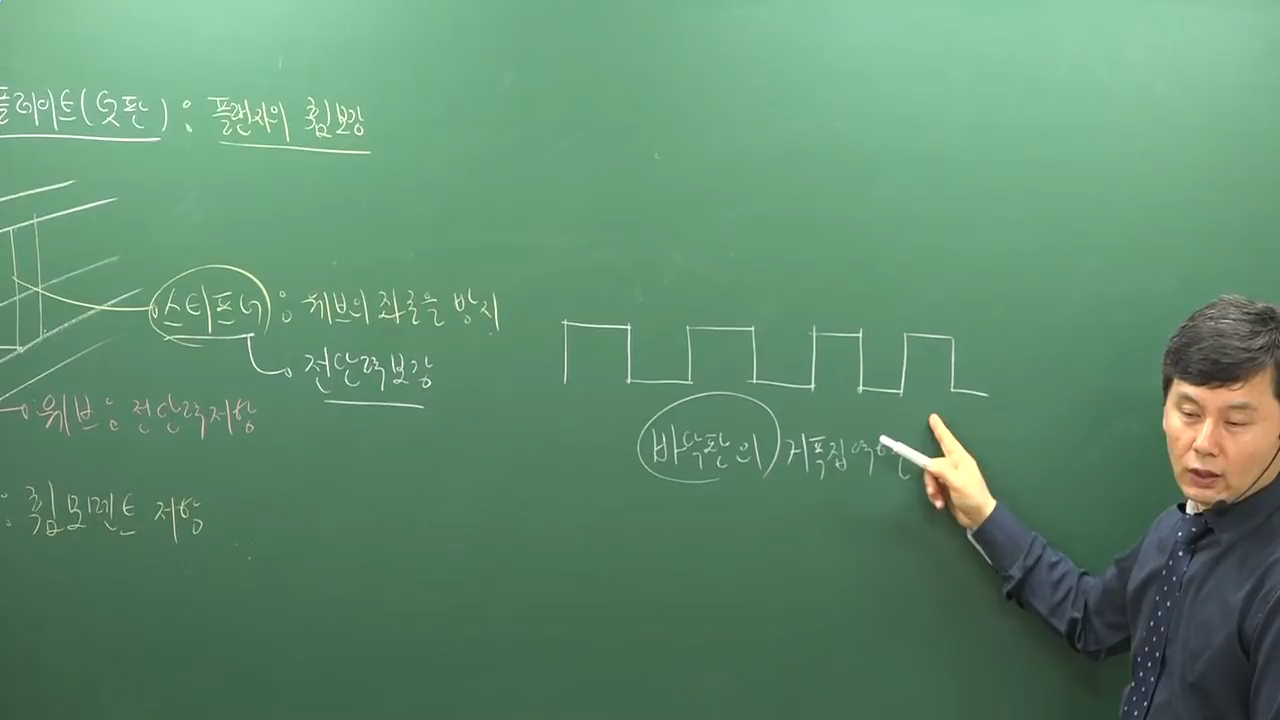 플레이트(덧판) : 플랜지의 휨보강
스티프너 : 웨브의 좌굴을 방지
전단력보강
웨브 : 전단력저항
: 휨모멘트 저항
바닥판의 거푸집역할